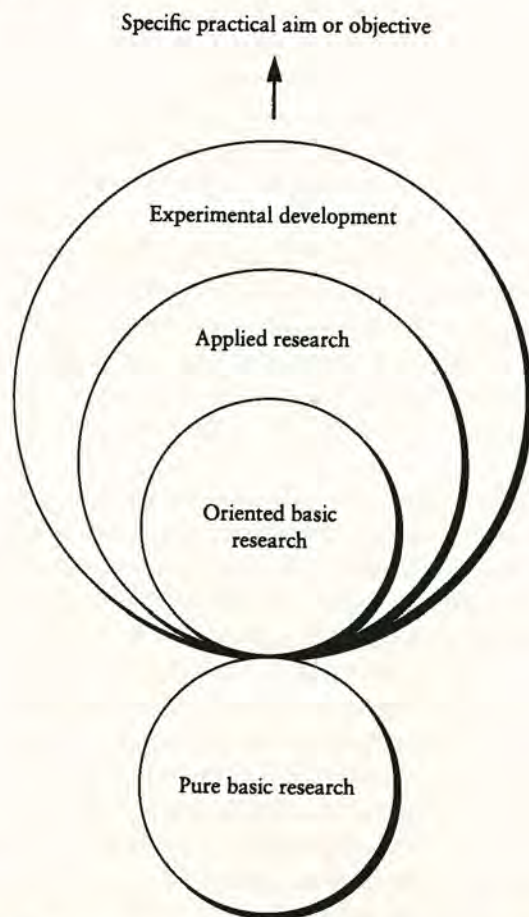 Specific practical aim or objective
Experimental development
Applied research
Oriented basic
research
Pure basic research